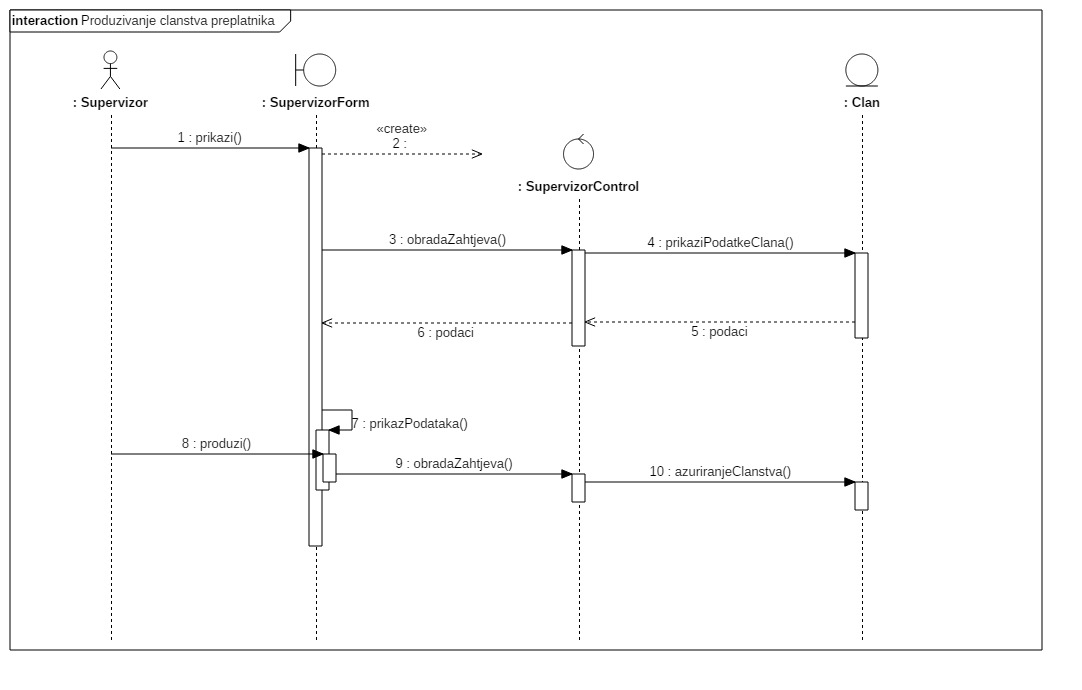 interaction Produzivanje clanstva preplatnika
: Supervizor
: SupervizorForm
: Clan
1 : prikazi()
«create»
2 :
: SupervizorControl
3 : obradaZahtjeva()
4 : prikaziPodatkeClana()
5 : podaci
6 : podaci
7 : prikazPodataka()
8 : produzi()
9 : obradaZahtjeva()
10 : azuriranjeClanstva()